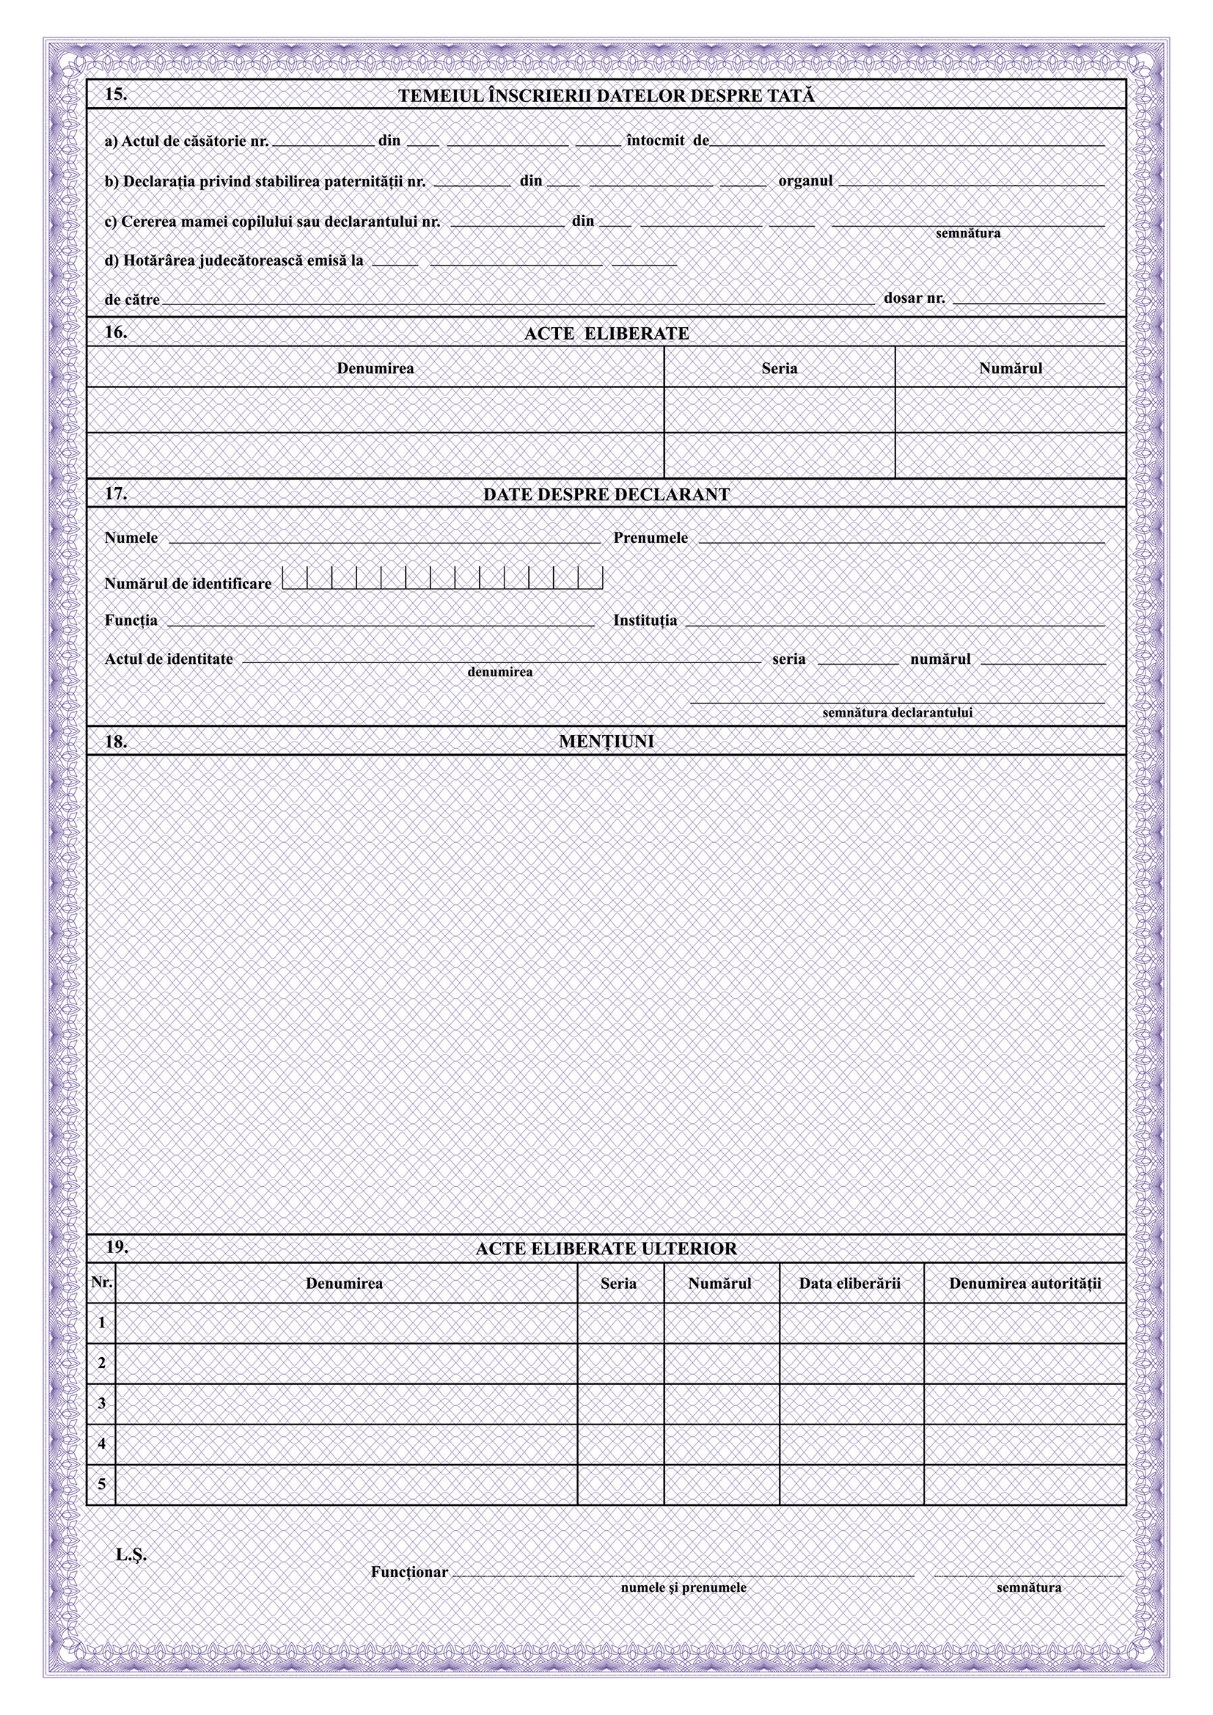 15. TEMEIUL ÎNSCRIERII DATELOR DESPRE TATĂ
a) Actul de căsătorie nr. din întocmit de
b) Declarația privind stabilirea paternității nr. din organul
c) Cererea mamei copilului sau declarantului nr. din
semnătura
d) Hotărârea judecătorească emisă la
de către dosar nr.
16. ACTE ELIBERATE
Denumirea Seria Numărul
17. DATE DESPRE DECLARANT
Numele Prenumele
Numărul de identificare
Funcția Instituția
Actul de identitate seria numărul
denumirea
semnătura declarantului
18. MENȚIUNI
19. ACTE ELIBERATE ULTERIOR
Nr. Denumirea Seria Numărul Data eliberării Denumirea autorității
1
2
3
4
5
L.Ș.
Funcționar
numele și prenumele semnătura